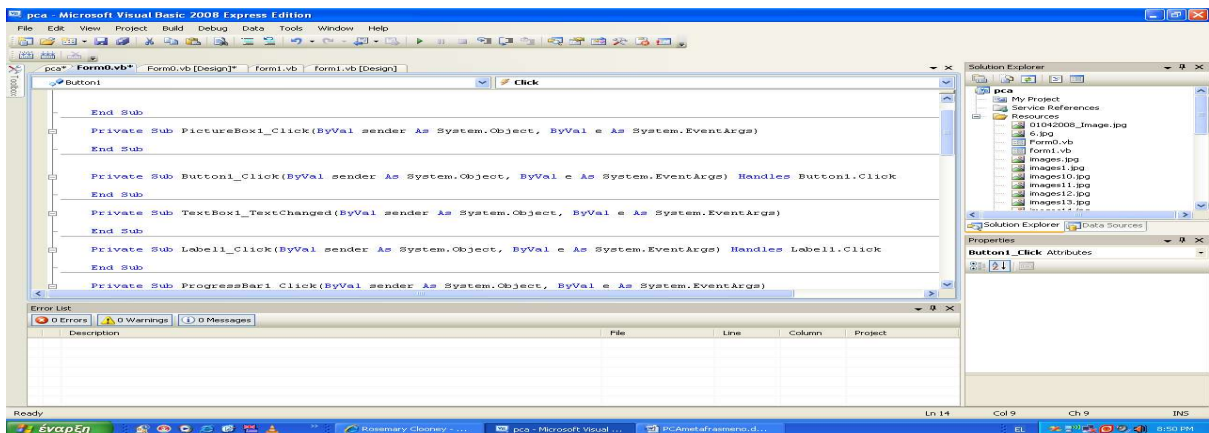 pca - Microsoft Visual Basic 2008 Express Edition
File Edit View Project Build Debug Data Tools Window Help
pca* Form0.vb* Form0.vb [Design]* form1.vb form1.vb [Design]
Toolbox
Button1 Click
End Sub
Private Sub PictureBox1_Click(ByVal sender As System.Object, ByVal e As System.EventArgs)
End Sub
Private Sub Button1_Click(ByVal sender As System.Object, ByVal e As System.EventArgs) Handles Button1.Click
End Sub
Private Sub TextBox1_TextChanged(ByVal sender As System.Object, ByVal e As System.EventArgs)
End Sub
Private Sub Label1_Click(ByVal sender As System.Object, ByVal e As System.EventArgs) Handles Label1.Click
End Sub
Private Sub ProgressBar1_Click(ByVal sender As System.Object, ByVal e As System.EventArgs)
Solution Explorer
pca
My Project
Service References
Resources
01042008_Image.jpg
6.jpg
Form0.vb
form1.vb
images.jpg
images1.jpg
images10.jpg
images11.jpg
images12.jpg
images13.jpg
Solution Explorer Data Sources
Properties
Button1_Click Attributes
Error List
0 Errors 0 Warnings 0 Messages
Description File Line Column Project
Ready Ln 14 Col 9 Ch 9 INS
έναρξη Rosemary Clooney - ... pca - Microsoft Visual ... PCAmetafrasmeno.d... EL 6:50 PM